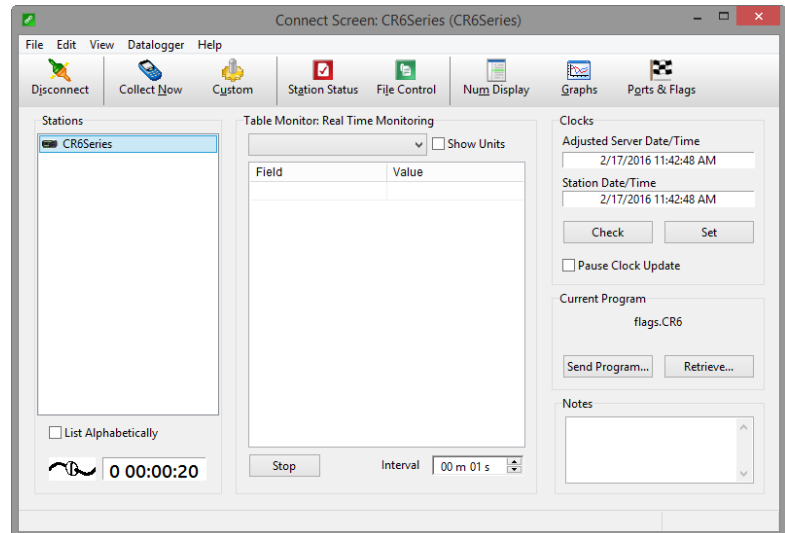 Connect Screen: CR6Series (CR6Series)
File Edit View Datalogger Help
Disconnect Collect Now Custom Station Status File Control Num Display Graphs Ports & Flags
Stations
CR6Series
List Alphabetically
0 00:00:20
Table Monitor: Real Time Monitoring
Show Units
Field Value
Stop Interval 00 m 01 s
Clocks
Adjusted Server Date/Time
2/17/2016 11:42:48 AM
Station Date/Time
2/17/2016 11:42:48 AM
Check Set
Pause Clock Update
Current Program
flags.CR6
Send Program... Retrieve...
Notes